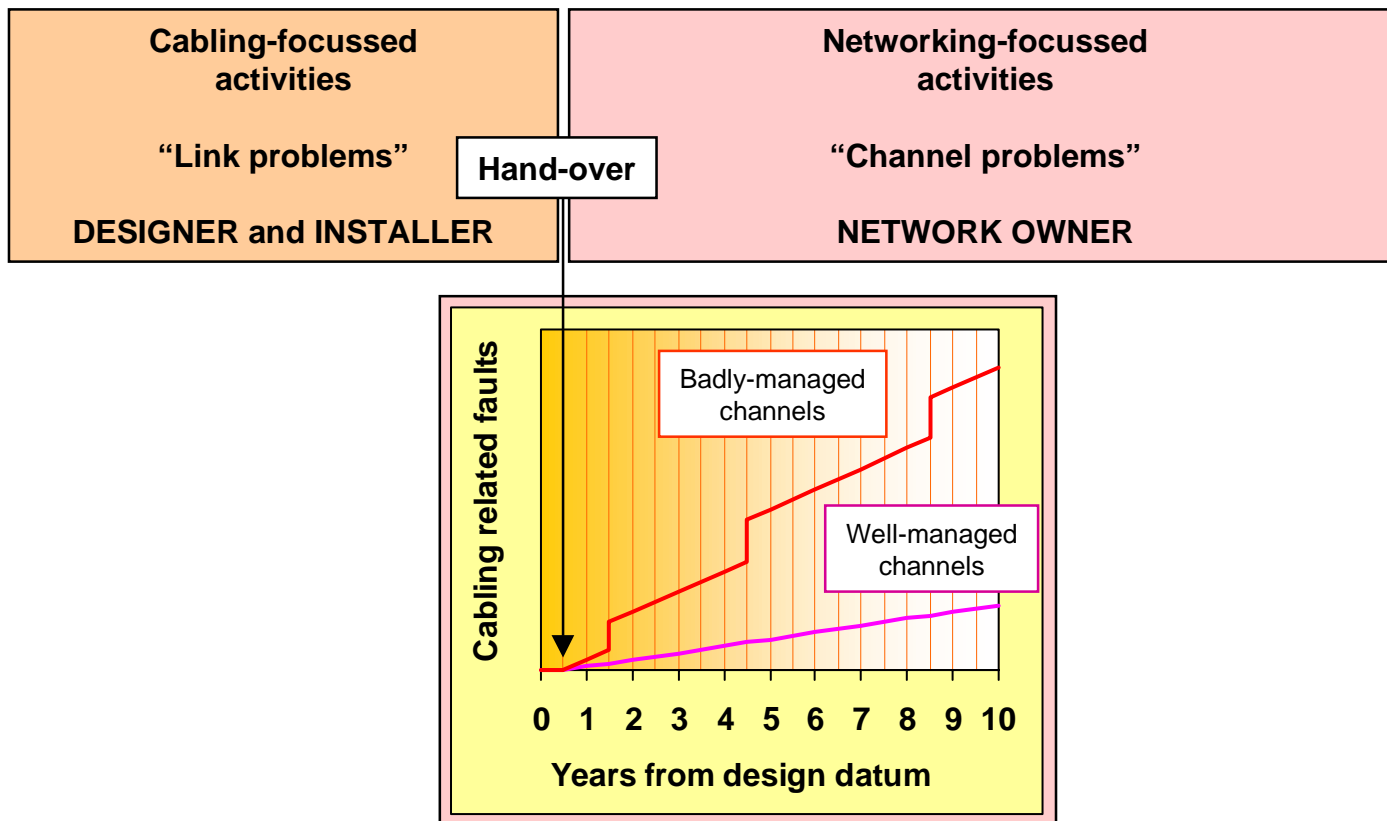 Cabling-focussed
activities
“Link problems”
DESIGNER and INSTALLER
Hand-over
Networking-focussed
activities
“Channel problems”
NETWORK OWNER
Cabling related faults
Badly-managed
channels
Well-managed
channels
0 1 2 3 4 5 6 7 8 9 10
Years from design datum